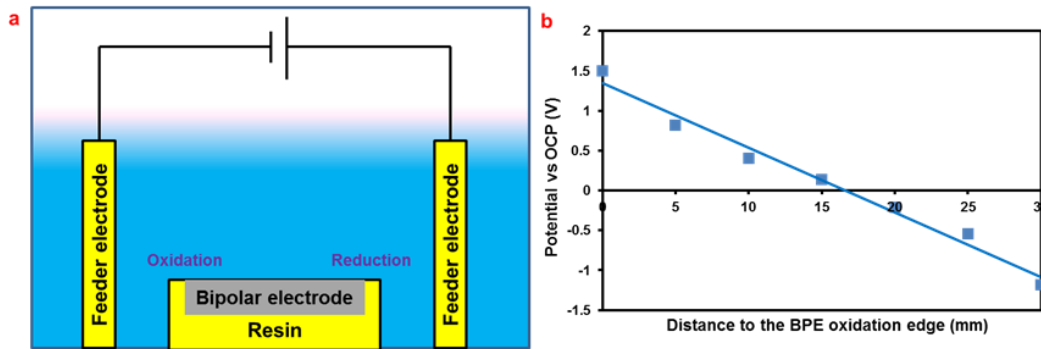 a
Feeder electrode
Oxidation
Reduction
Bipolar electrode
Resin
Feeder electrode
b
Potential vs OCP (V)
2
1.5
1
0.5
0
-0.5
-1
-1.5
0
5
10
15
20
25
Distance to the BPE oxidation edge (mm)